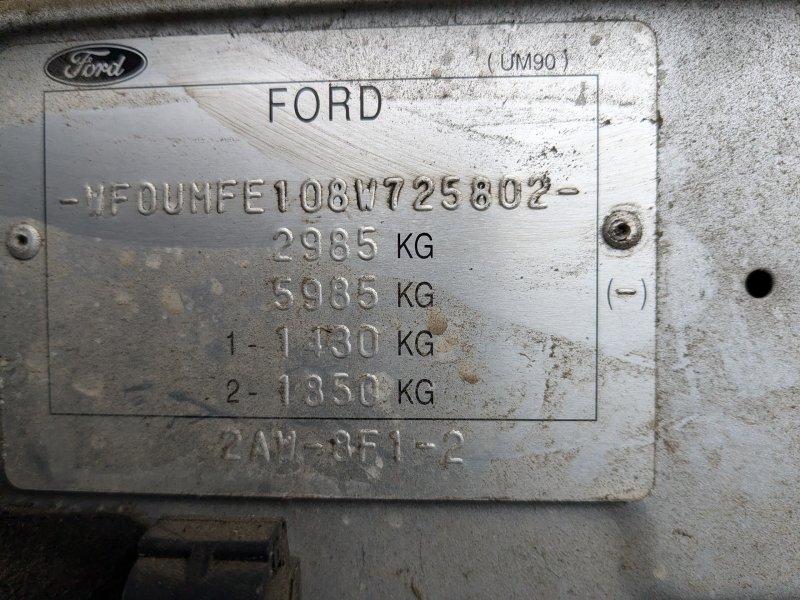 Ford
(UM90)
FORD
-WF0UMFE108W725802-
2985 KG
5985 KG
(-)
1- 1430 KG
2- 1850 KG
2AM-8F1-2